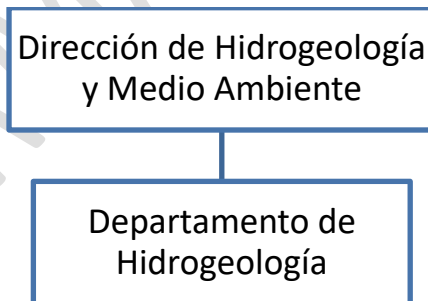 Dirección de Hidrogeología
y Medio Ambiente
Departamento de
Hidrogeología